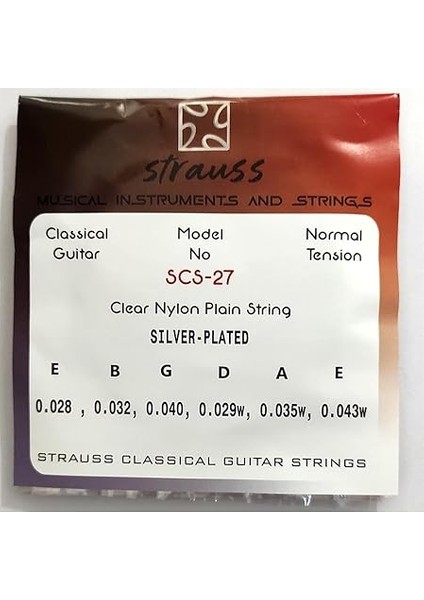 strauss
MUSICAL INSTRUMENTS AND STRINGS
Classical Guitar
Model No
Normal Tension
SCS-27
Clear Nylon Plain String
SILVER-PLATED
E B G D A E
0.028 , 0.032, 0.040, 0.029w, 0.035w, 0.043w
STRAUSS CLASSICAL GUITAR STRINGS